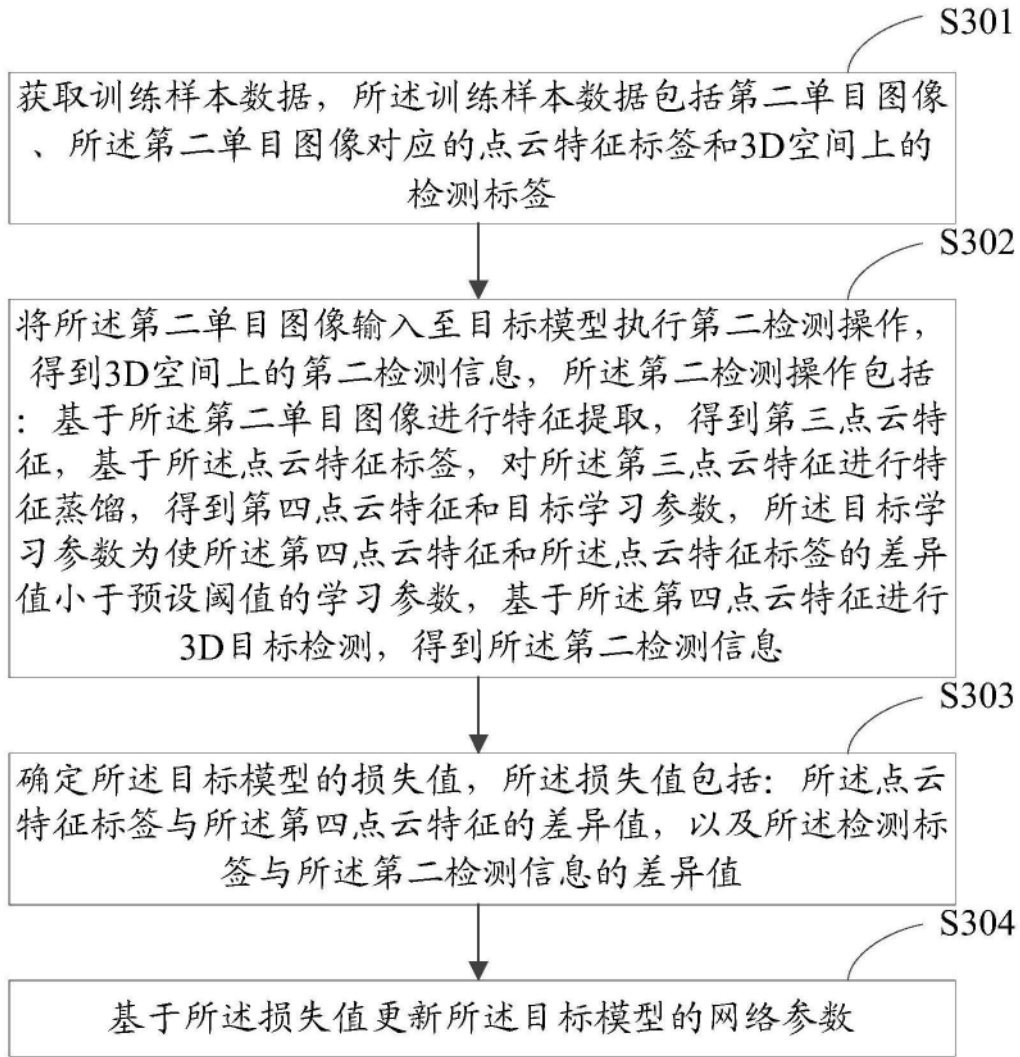 S301
获取训练样本数据，所述训练样本数据包括第二单目图像
、所述第二单目图像对应的点云特征标签和3D空间上的
检测标签
S302
将所述第二单目图像输入至目标模型执行第二检测操作，
得到3D空间上的第二检测信息，所述第二检测操作包括
：基于所述第二单目图像进行特征提取，得到第三点云特
征，基于所述点云特征标签，对所述第三点云特征进行特
征蒸馏，得到第四点云特征和目标学习参数，所述目标学
习参数为使所述第四点云特征和所述点云特征标签的差异
值小于预设阈值的学习参数，基于所述第四点云特征进行
3D目标检测，得到所述第二检测信息
S303
确定所述目标模型的损失值，所述损失值包括：所述点云
特征标签与所述第四点云特征的差异值，以及所述检测标
签与所述第二检测信息的差异值
S304
基于所述损失值更新所述目标模型的网络参数